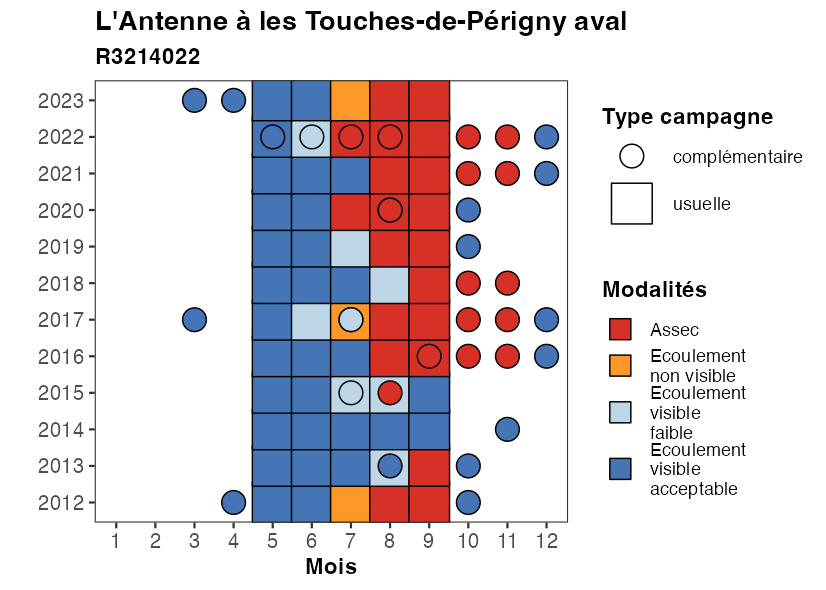 L'Antenne à les Touches-de-Périgny aval
R3214022
2023
2022
2021
2020
2019
2018
2017
2016
2015
2014
2013
2012
1 2 3 4 5 6 7 8 9 10 11 12
Mois
Type campagne
complémentaire
usuelle
Modalités
Assec
Ecoulement
non visible
Ecoulement
visible
faible
Ecoulement
visible
acceptable